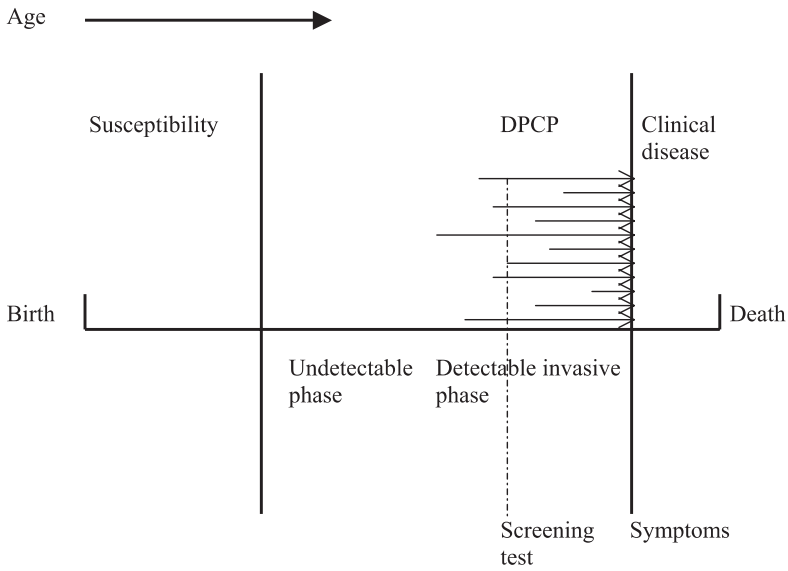 Age
Susceptibility
DPCP
Clinical
disease
Birth
Death
Undetectable
phase
Detectable invasive
phase
Screening
test
Symptoms